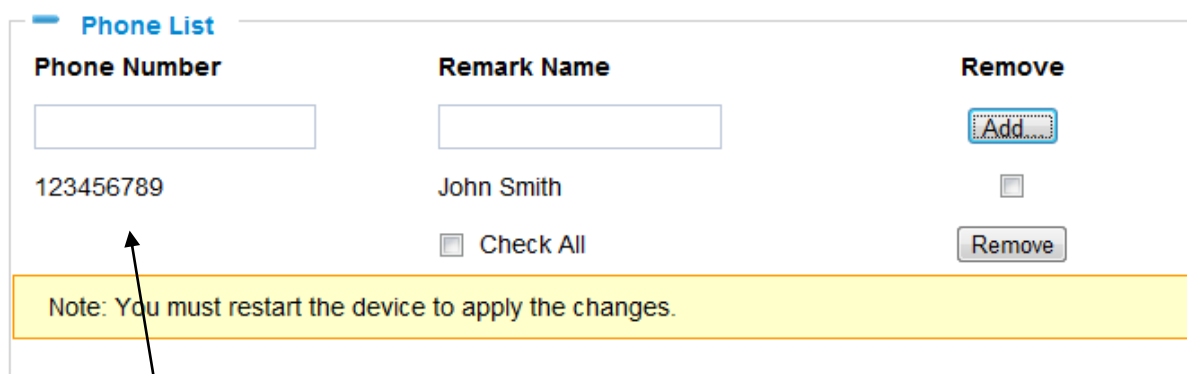 Phone List
Phone Number Remark Name Remove
Add...
123456789 John Smith
Check All Remove
Note: You must restart the device to apply the changes.